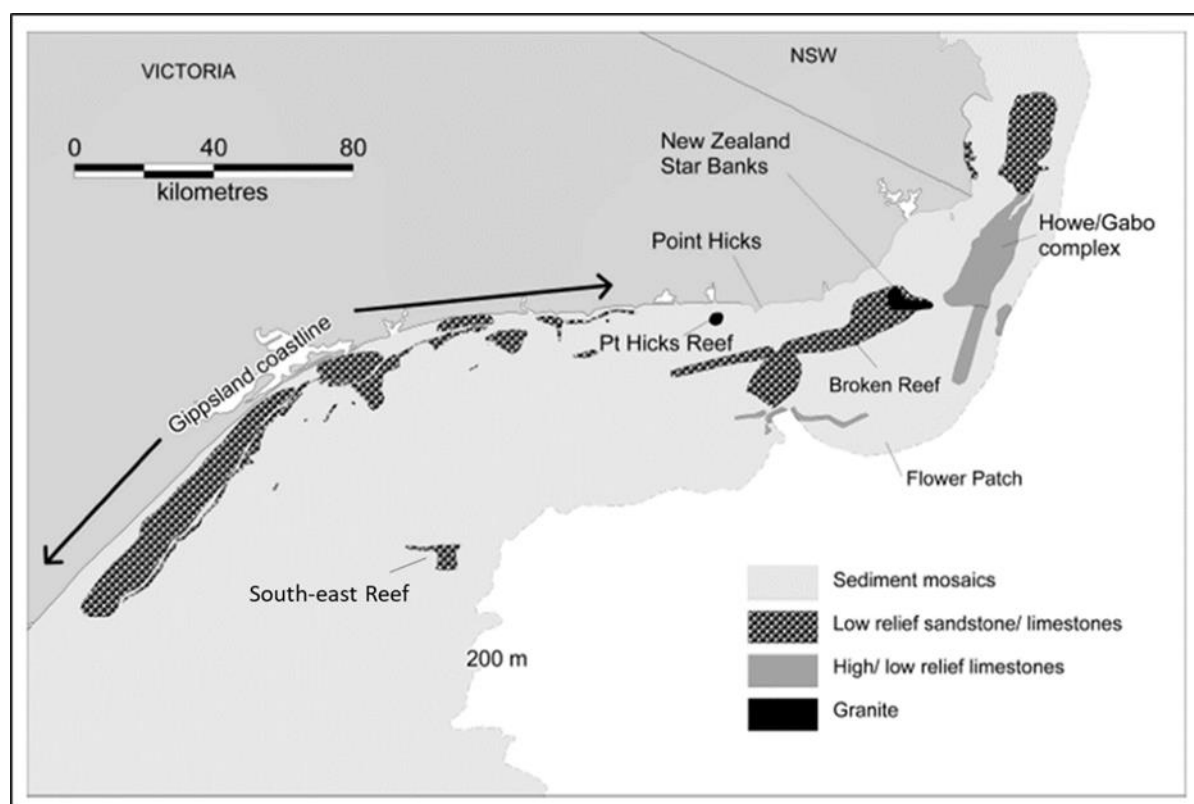 VICTORIA
NSW
0 40 80
kilometres
New Zealand
Star Banks
Howe/Gabo
complex
Point Hicks
Gippsland coastline
Pt Hicks Reef
Broken Reef
Flower Patch
South-east Reef
200 m
Sediment mosaics
Low relief sandstone/ limestones
High/ low relief limestones
Granite